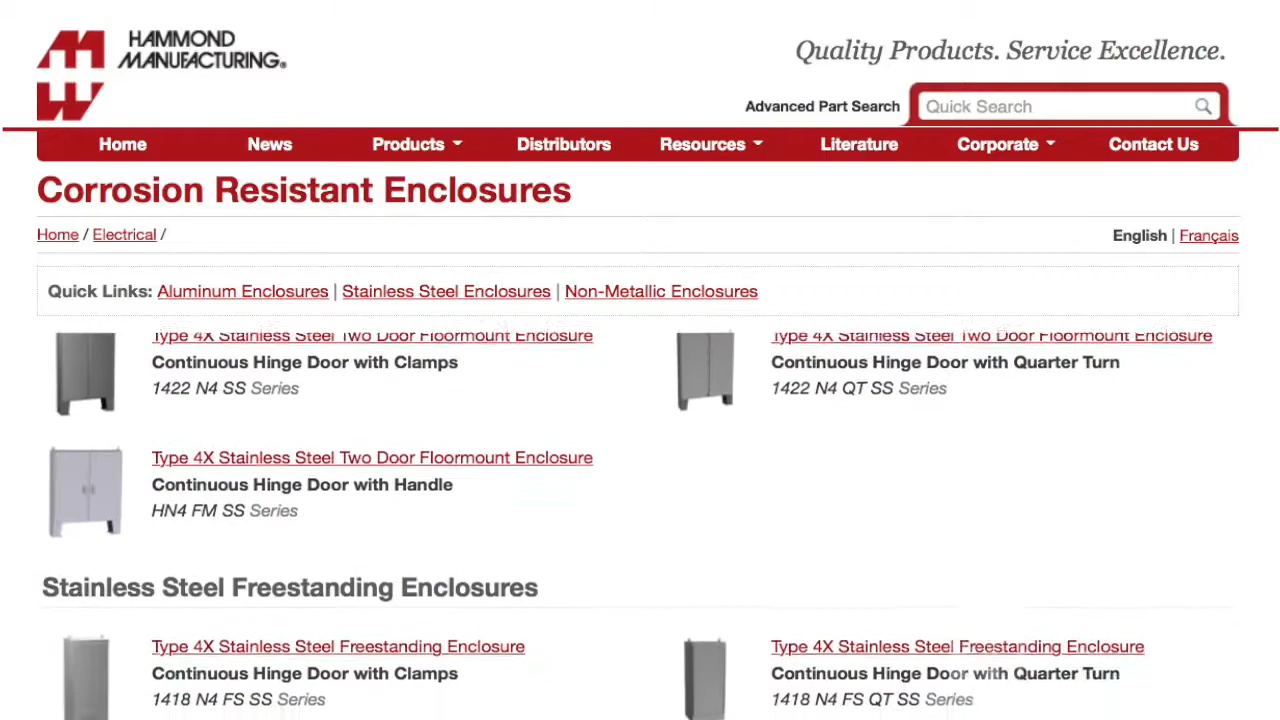 HAMMOND
MANUFACTURING®
Quality Products. Service Excellence.
Advanced Part Search
Quick Search
Home News Products Distributors Resources Literature Corporate Contact Us
Corrosion Resistant Enclosures
Home / Electrical /
English | Français
Quick Links: Aluminum Enclosures | Stainless Steel Enclosures | Non-Metallic Enclosures
Type 4X Stainless Steel Two Door Floormount Enclosure
Continuous Hinge Door with Clamps
1422 N4 SS Series
Type 4X Stainless Steel Two Door Floormount Enclosure
Continuous Hinge Door with Quarter Turn
1422 N4 QT SS Series
Type 4X Stainless Steel Two Door Floormount Enclosure
Continuous Hinge Door with Handle
HN4 FM SS Series
Stainless Steel Freestanding Enclosures
Type 4X Stainless Steel Freestanding Enclosure
Continuous Hinge Door with Clamps
1418 N4 FS SS Series
Type 4X Stainless Steel Freestanding Enclosure
Continuous Hinge Door with Quarter Turn
1418 N4 FS QT SS Series